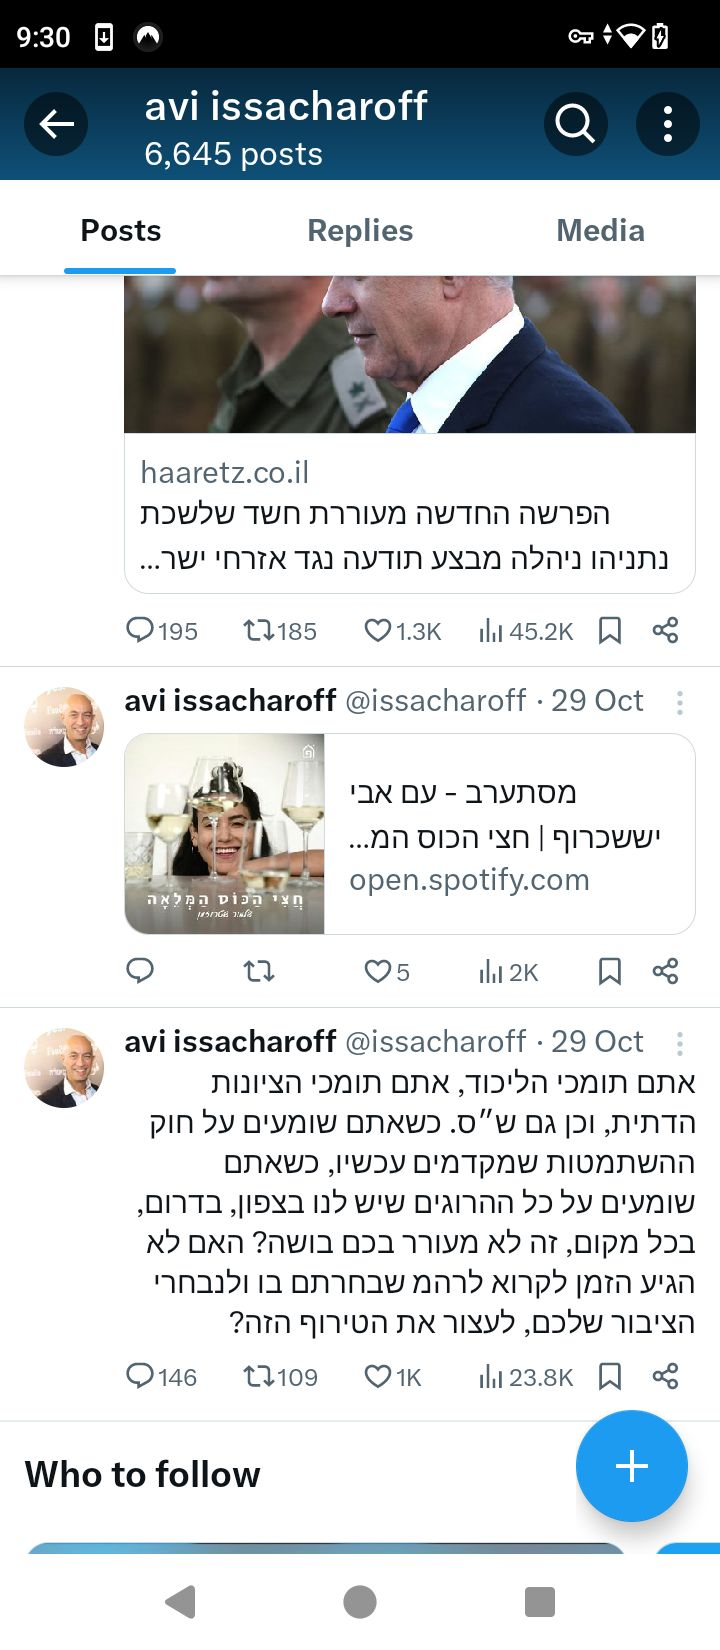 9:30
avi issacharoff
6,645 posts
Posts
Replies
Media
haaretz.co.il
הפרשה החדשה מעוררת חשד שלשכת
נתניהו ניהלה מבצע תודעה נגד אזרחי ישר...
195 185 1.3K 45.2K
avi issacharoff @issacharoff · 29 Oct
מסתערב - עם אבי
יששכרוף | חצי הכוס המ...
open.spotify.com
חֲצִי הַכּוֹס הַמְּלֵאָה
5 2K
avi issacharoff @issacharoff · 29 Oct
אתם תומכי הליכוד, אתם תומכי הציונות
הדתית, וכן גם ש״ס. כשאתם שומעים על חוק
ההשתמטות שמקדמים עכשיו, כשאתם
שומעים על כל ההרוגים שיש לנו בצפון, בדרום,
בכל מקום, זה לא מעורר בכם בושה? האם לא
הגיע הזמן לקרוא לרהמ שבחרתם בו ולנבחרי
הציבור שלכם, לעצור את הטירוף הזה?
146 109 1K 23.8K
Who to follow